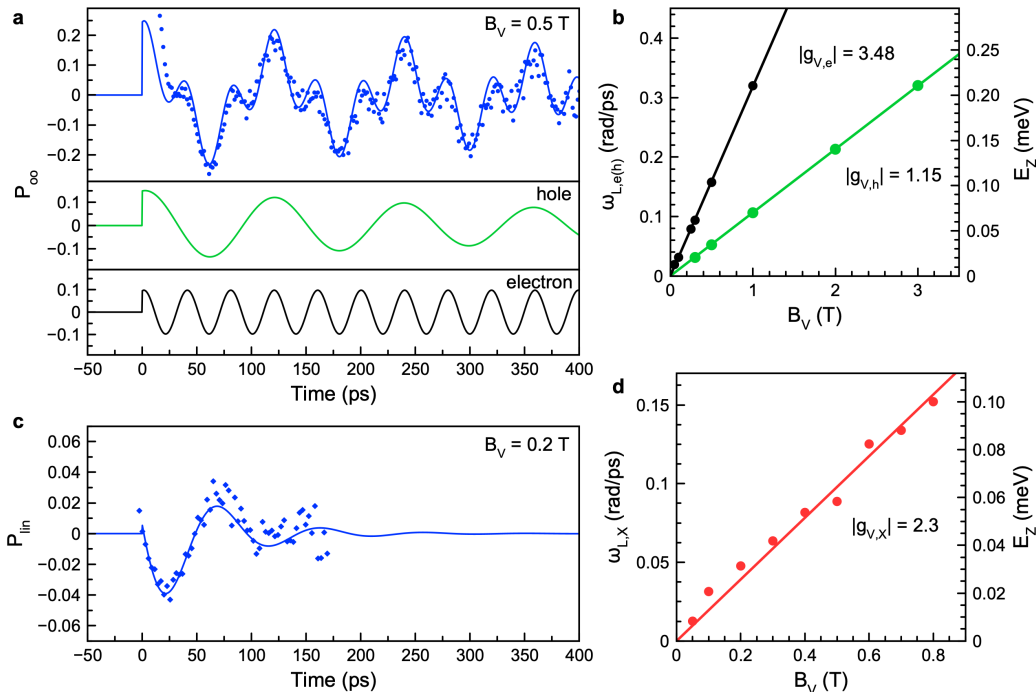 a
B_V = 0.5 T
0.2
0.1
0
-0.1
-0.2
P_oo
hole
0.1
0
-0.1
electron
0.1
0
-0.1
-50 0 50 100 150 200 250 300 350 400
Time (ps)
b
|g_V,e| = 3.48
|g_V,h| = 1.15
ω_L,e(h) (rad/ps)
0.4
0.3
0.2
0.1
0
E_Z (meV)
0.25
0.20
0.15
0.10
0.05
0
0 1 2 3
B_V (T)
c
B_V = 0.2 T
P_lin
0.06
0.04
0.02
0
-0.02
-0.04
-0.06
-50 0 50 100 150 200 250 300 350 400
Time (ps)
d
|g_V,X| = 2.3
ω_L,X (rad/ps)
0.15
0.1
0.05
0
E_Z (meV)
0.10
0.08
0.06
0.04
0.02
0
0 0.2 0.4 0.6 0.8
B_V (T)